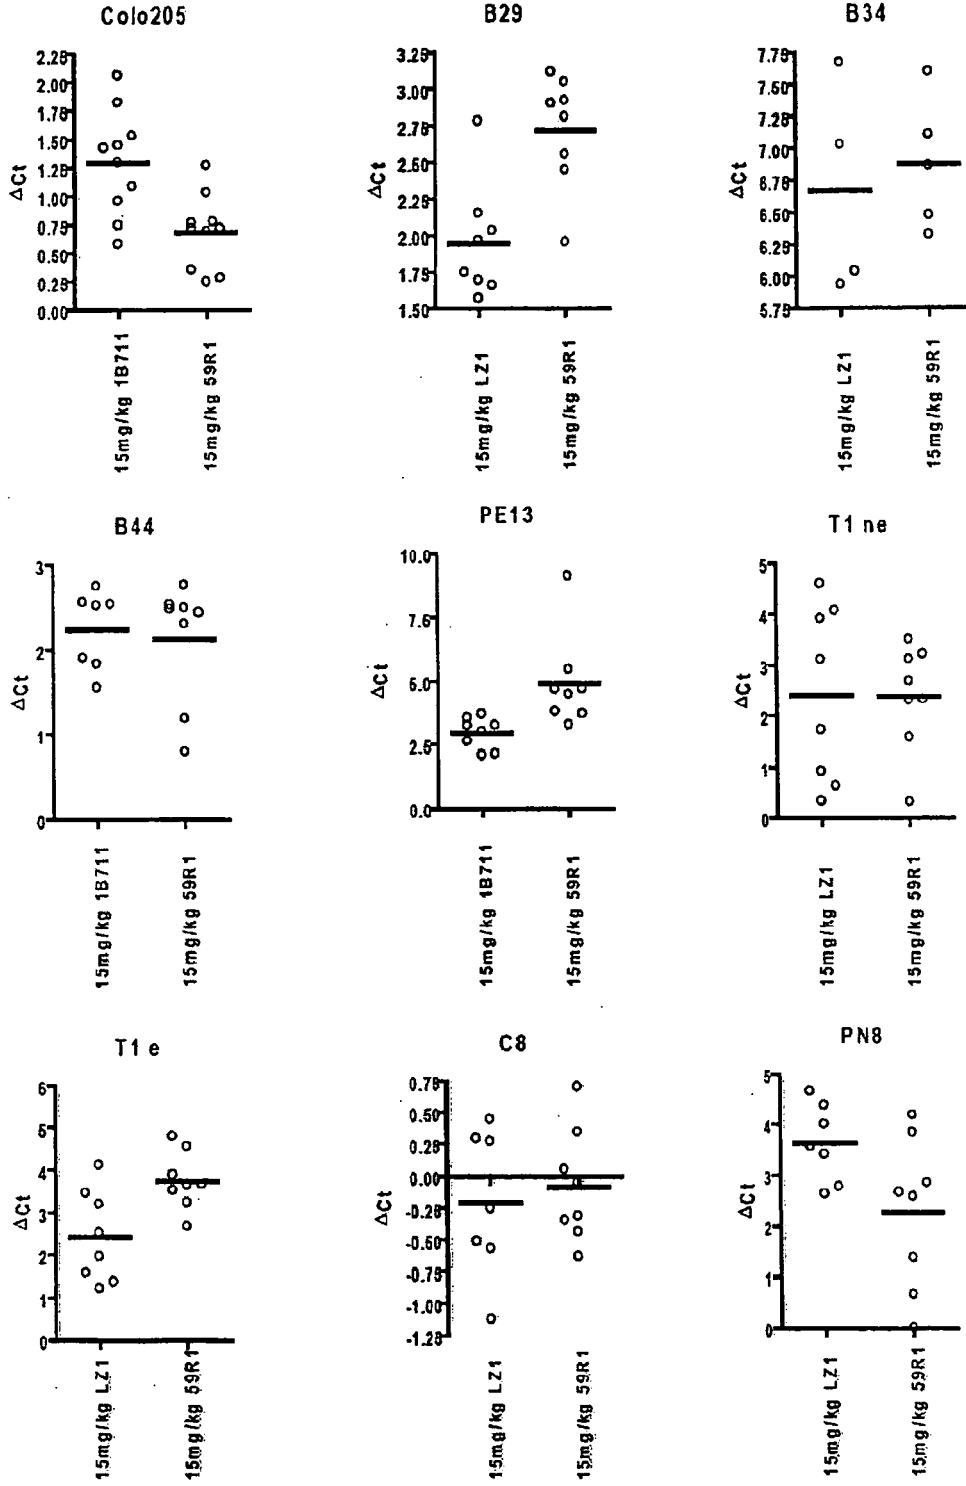 Colo205
B29
B34
2.25
2.00
1.75
1.50
1.25
1.00
0.75
0.50
0.25
0.00
ΔCt
15mg/kg 1B711
15mg/kg 59R1
3.25
3.00
2.75
2.50
2.25
2.00
1.75
1.50
ΔCt
15mg/kg LZ1
15mg/kg 59R1
7.75
7.50
7.25
7.00
6.75
6.50
6.25
6.00
5.75
ΔCt
15mg/kg LZ1
15mg/kg 59R1
B44
PE13
T1 ne
3
2
1
0
ΔCt
15mg/kg 1B711
15mg/kg 59R1
10.0
7.5
5.0
2.5
0.0
ΔCt
15mg/kg 1B711
15mg/kg 59R1
5
4
3
2
1
0
ΔCt
15mg/kg LZ1
15mg/kg 59R1
T1 e
C8
PN8
6
5
4
3
2
1
0
ΔCt
15mg/kg LZ1
15mg/kg 59R1
0.75
0.50
0.25
0.00
-0.25
-0.50
-0.75
-1.00
-1.25
ΔCt
15mg/kg LZ1
15mg/kg 59R1
5
4
3
2
1
0
ΔCt
15mg/kg LZ1
15mg/kg 59R1